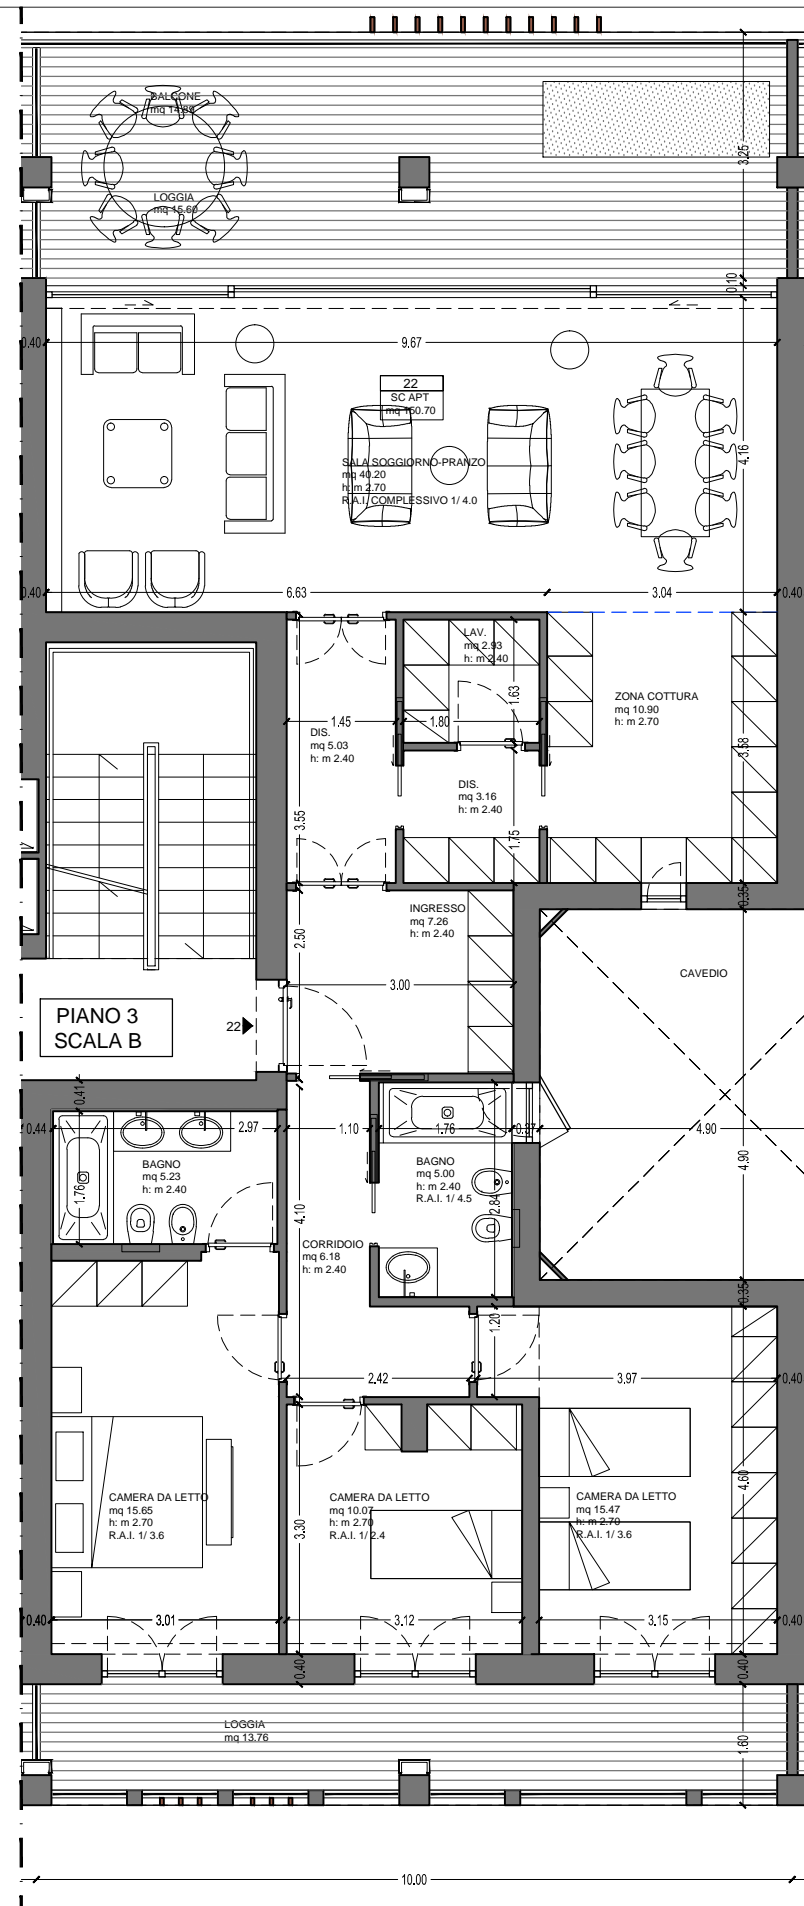 BALCONE
mq 14.89
3.25
LOGGIA
mq 15.60
0.10
0.40
9.67
22
SC APT
mq 160.70
4.16
SALA SOGGIORNO-PRANZO
mq 40.20
h: m 2.70
R.A.I. COMPLESSIVO 1/ 4.0
0.40
6.63
3.04
0.40
LAV.
mq 2.93
h: m 2.40
1.63
ZONA COTTURA
mq 10.90
h: m 2.70
1.45
1.80
DIS.
mq 5.03
h: m 2.40
3.58
DIS.
mq 3.16
h: m 2.40
3.55
1.75
0.35
INGRESSO
mq 7.26
h: m 2.40
2.50
3.00
CAVEDIO
PIANO 3
SCALA B
22
0.41
0.44
2.97
1.10
1.76
0.37
4.90
BAGNO
mq 5.23
h: m 2.40
1.76
BAGNO
mq 5.00
h: m 2.40
R.A.I. 1/ 4.5
2.84
4.90
4.10
CORRIDOIO
mq 6.18
h: m 2.40
0.35
1.20
2.42
3.97
0.40
CAMERA DA LETTO
mq 15.65
h: m 2.70
R.A.I. 1/ 3.6
CAMERA DA LETTO
mq 10.07
h: m 2.70
R.A.I. 1/ 2.4
CAMERA DA LETTO
mq 15.47
h: m 2.70
R.A.I. 1/ 3.6
4.60
3.30
0.40
3.01
3.12
3.15
0.40
0.40
0.40
LOGGIA
mq 13.76
1.60
10.00